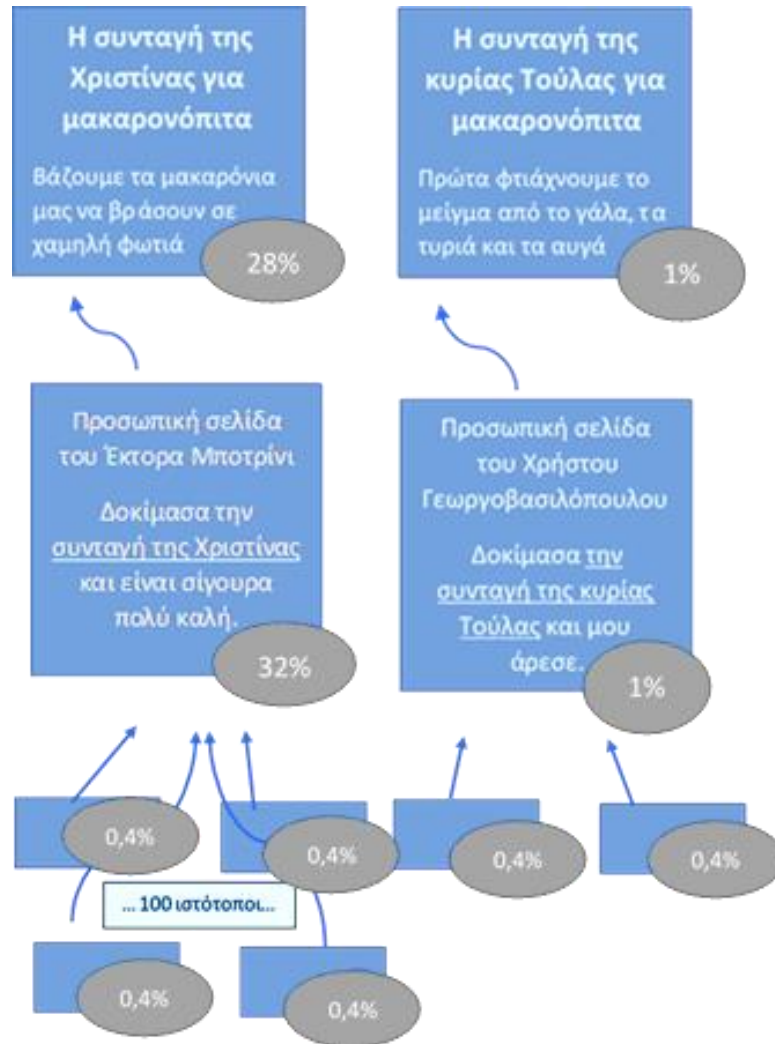 Η συνταγή της
Χριστίνας για
μακαρονόπιτα
Βάζουμε τα μακαρόνια
μας να βράσουν σε
χαμηλή φωτιά
28%
Η συνταγή της
κυρίας Τούλας για
μακαρονόπιτα
Πρώτα φτιάχνουμε το
μείγμα από το γάλα, τα
τυριά και τα αυγά
1%
Προσωπική σελίδα
του Έκτορα Μποτρίνι
Δοκίμασα την
συνταγή της Χριστίνας
και είναι σίγουρα
πολύ καλή.
32%
Προσωπική σελίδα
του Χρήστου
Γεωργοβασιλόπουλου
Δοκίμασα την
συνταγή της κυρίας
Τούλας και μου
άρεσε.
1%
0,4%
0,4%
0,4%
0,4%
... 100 ιστότοποι...
0,4%
0,4%